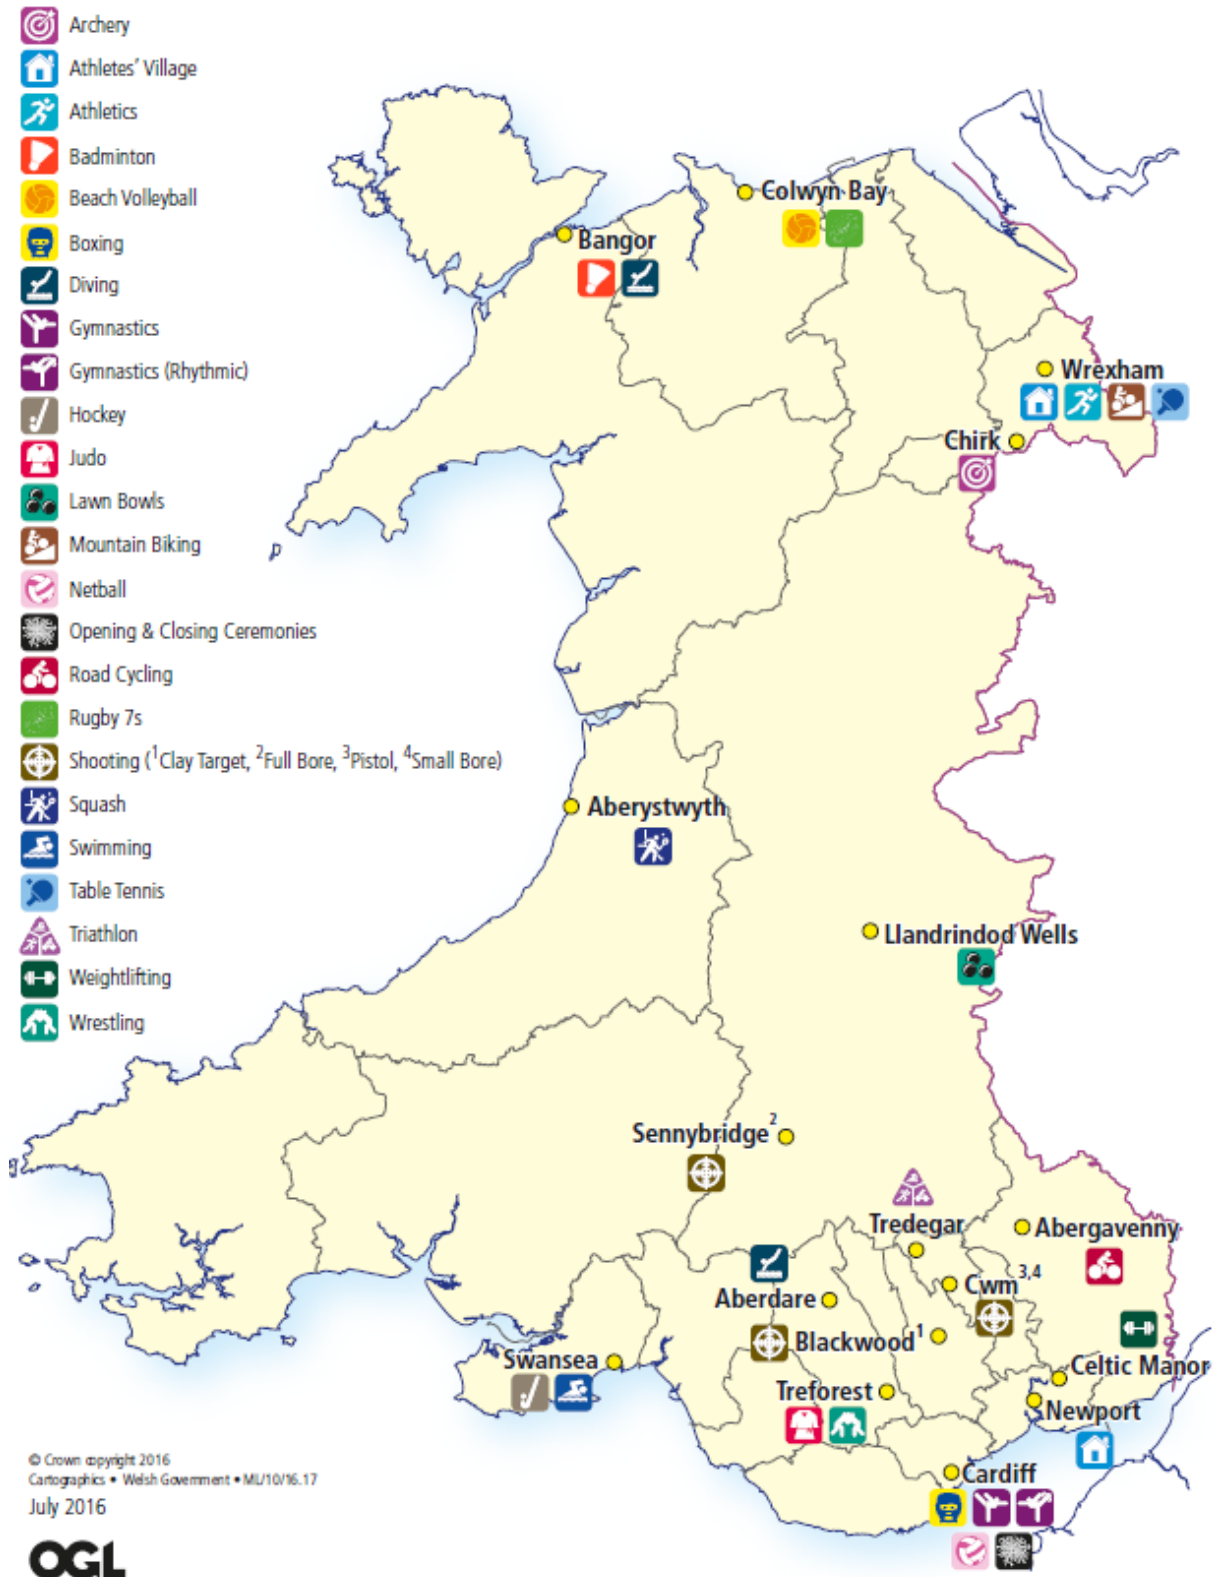 Archery
Athletes’ Village
Athletics
Badminton
Beach Volleyball
Boxing
Diving
Gymnastics
Gymnastics (Rhythmic)
Hockey
Judo
Lawn Bowls
Mountain Biking
Netball
Opening & Closing Ceremonies
Road Cycling
Rugby 7s
Shooting (¹Clay Target, ²Full Bore, ³Pistol, ⁴Small Bore)
Squash
Swimming
Table Tennis
Triathlon
Weightlifting
Wrestling
Colwyn Bay
Bangor
Wrexham
Chirk
Aberystwyth
Llandrindod Wells
Sennybridge²
Tredegar
Abergavenny
Cwm³,⁴
Aberdare
Blackwood¹
Swansea
Celtic Manor
Treforest
Newport
Cardiff
© Crown copyright 2016
Cartographics • Welsh Government • ML/10/16.17
July 2016
OGL